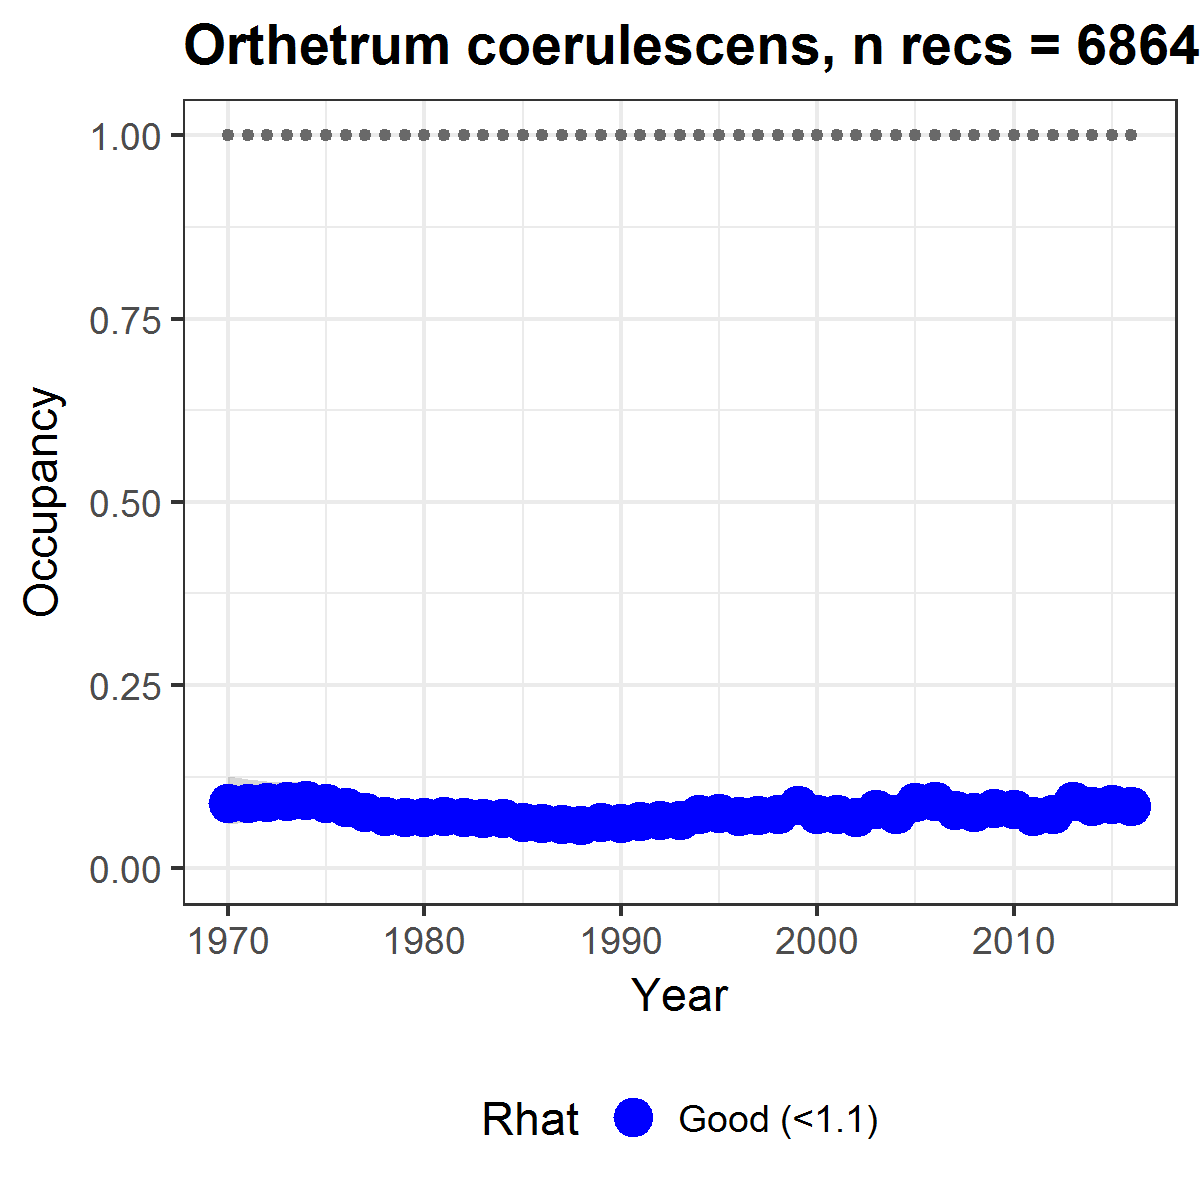 Orthetrum coerulescens, n recs = 6864
1.00
0.75
0.50
0.25
0.00
Occupancy
1970 1980 1990 2000 2010
Year
Rhat Good (<1.1)